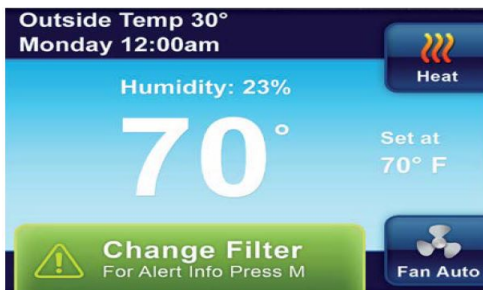 Outside Temp 30°
Monday 12:00am
Heat
Humidity: 23%
70°
Set at
70° F
Change Filter
For Alert Info Press M
Fan Auto